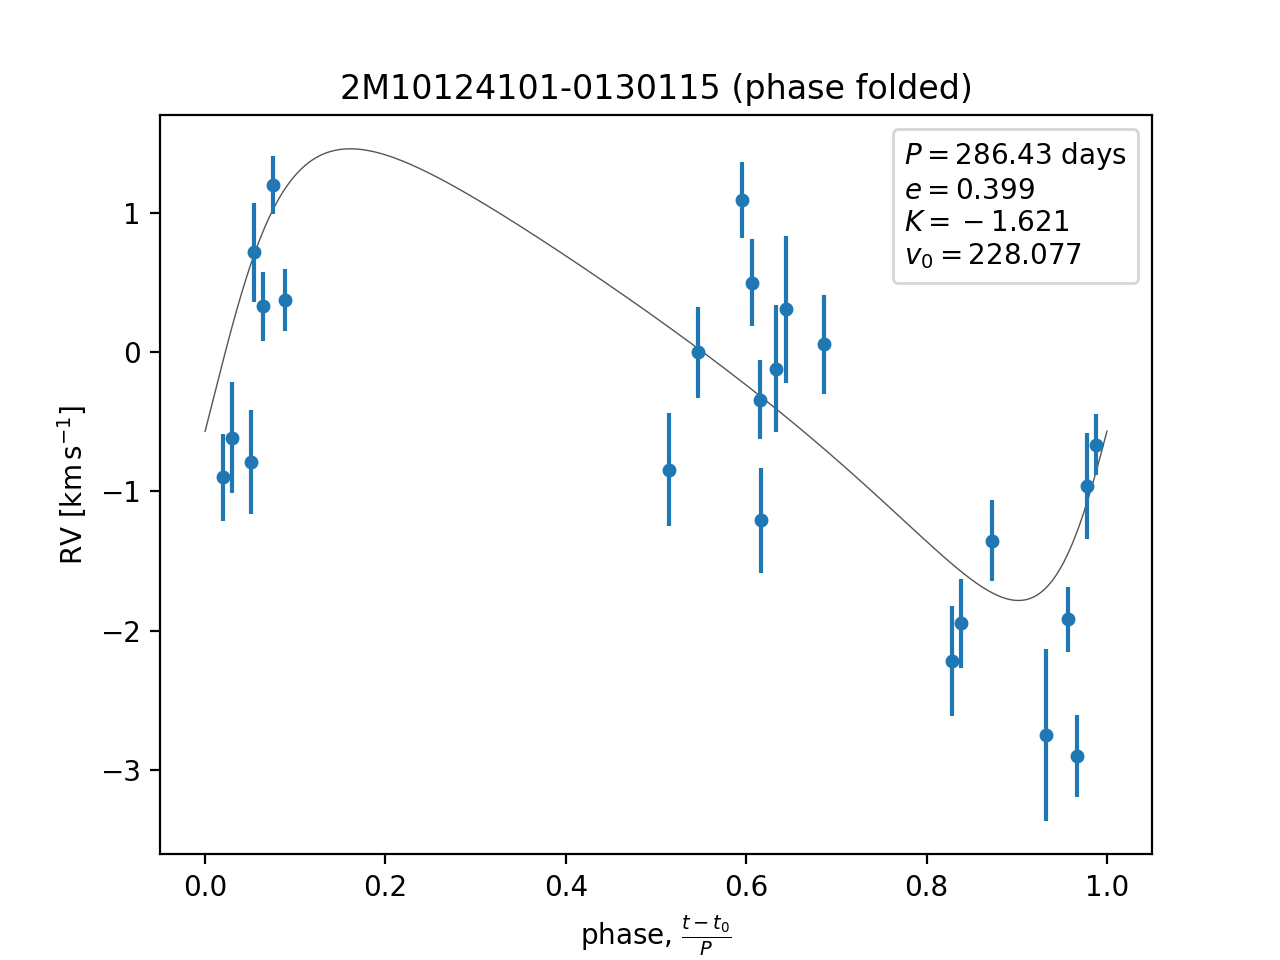 2M10124101-0130115 (phase folded)
P = 286.43 days
e = 0.399
K = −1.621
v₀ = 228.077
RV [km s⁻¹]
1
0
−1
−2
−3
0.0 0.2 0.4 0.6 0.8 1.0
phase, (t − t₀)/P